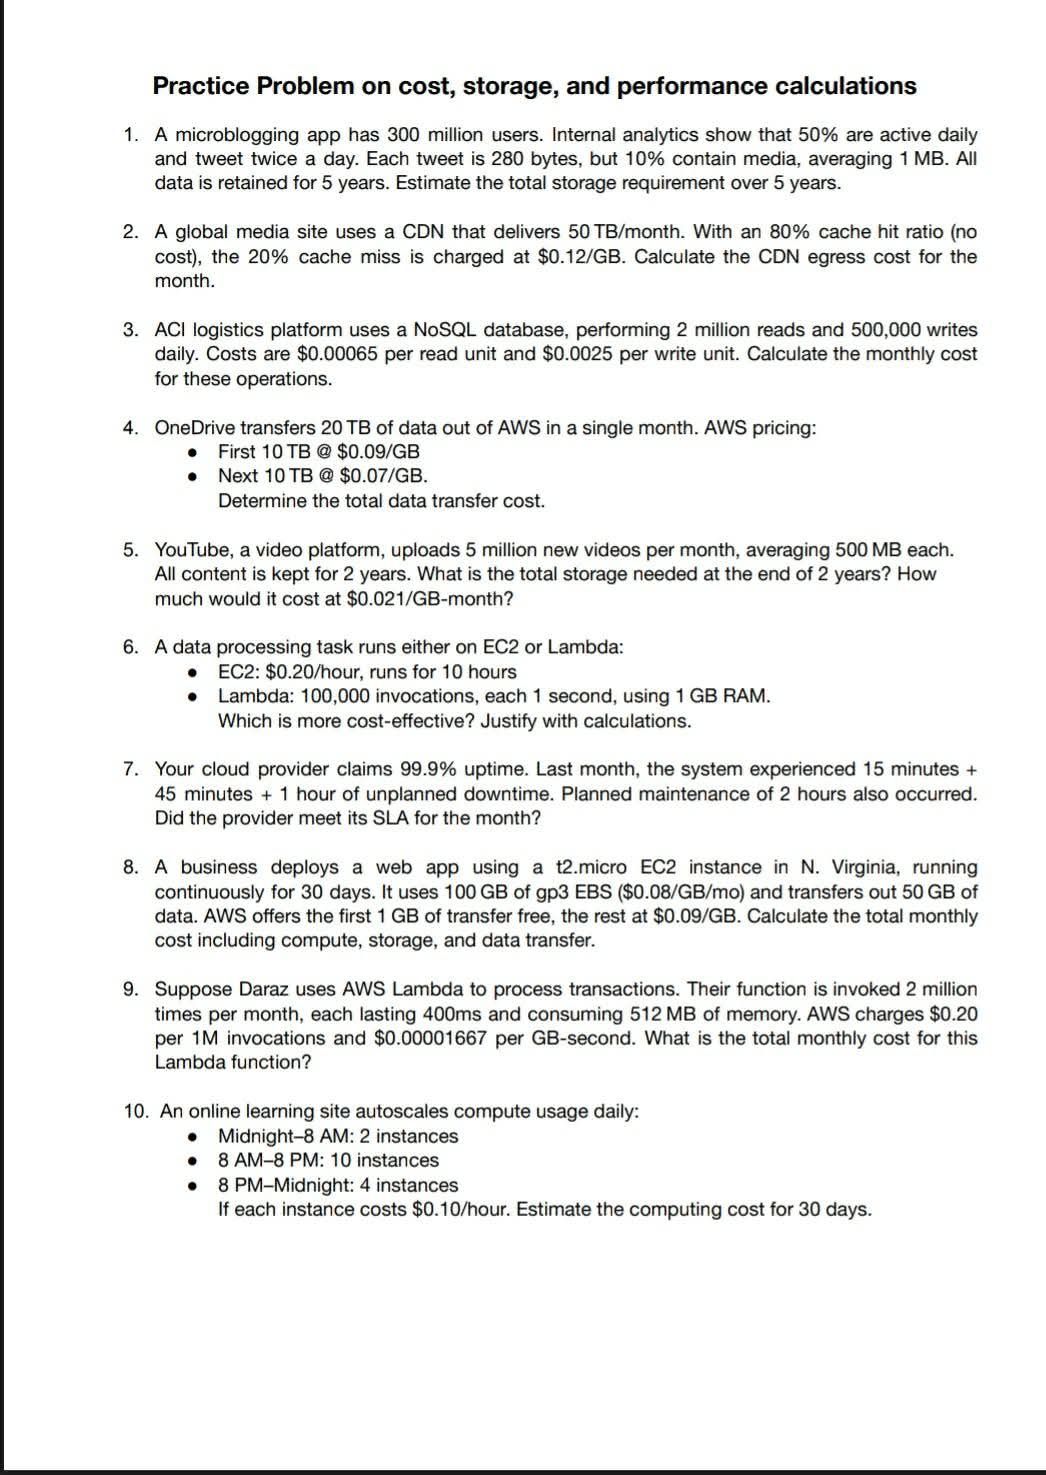 Practice Problem on cost, storage, and performance calculations
1. A microblogging app has 300 million users. Internal analytics show that 50% are active daily
and tweet twice a day. Each tweet is 280 bytes, but 10% contain media, averaging 1 MB. All
data is retained for 5 years. Estimate the total storage requirement over 5 years.
2. A global media site uses a CDN that delivers 50 TB/month. With an 80% cache hit ratio (no
cost), the 20% cache miss is charged at $0.12/GB. Calculate the CDN egress cost for the
month.
3. ACI logistics platform uses a NoSQL database, performing 2 million reads and 500,000 writes
daily. Costs are $0.00065 per read unit and $0.0025 per write unit. Calculate the monthly cost
for these operations.
4. OneDrive transfers 20 TB of data out of AWS in a single month. AWS pricing:
• First 10 TB @ $0.09/GB
• Next 10 TB @ $0.07/GB.
Determine the total data transfer cost.
5. YouTube, a video platform, uploads 5 million new videos per month, averaging 500 MB each.
All content is kept for 2 years. What is the total storage needed at the end of 2 years? How
much would it cost at $0.021/GB-month?
6. A data processing task runs either on EC2 or Lambda:
• EC2: $0.20/hour, runs for 10 hours
• Lambda: 100,000 invocations, each 1 second, using 1 GB RAM.
Which is more cost-effective? Justify with calculations.
7. Your cloud provider claims 99.9% uptime. Last month, the system experienced 15 minutes +
45 minutes + 1 hour of unplanned downtime. Planned maintenance of 2 hours also occurred.
Did the provider meet its SLA for the month?
8. A business deploys a web app using a t2.micro EC2 instance in N. Virginia, running
continuously for 30 days. It uses 100 GB of gp3 EBS ($0.08/GB/mo) and transfers out 50 GB of
data. AWS offers the first 1 GB of transfer free, the rest at $0.09/GB. Calculate the total monthly
cost including compute, storage, and data transfer.
9. Suppose Daraz uses AWS Lambda to process transactions. Their function is invoked 2 million
times per month, each lasting 400ms and consuming 512 MB of memory. AWS charges $0.20
per 1M invocations and $0.00001667 per GB-second. What is the total monthly cost for this
Lambda function?
10. An online learning site autoscales compute usage daily:
• Midnight–8 AM: 2 instances
• 8 AM–8 PM: 10 instances
• 8 PM–Midnight: 4 instances
If each instance costs $0.10/hour. Estimate the computing cost for 30 days.